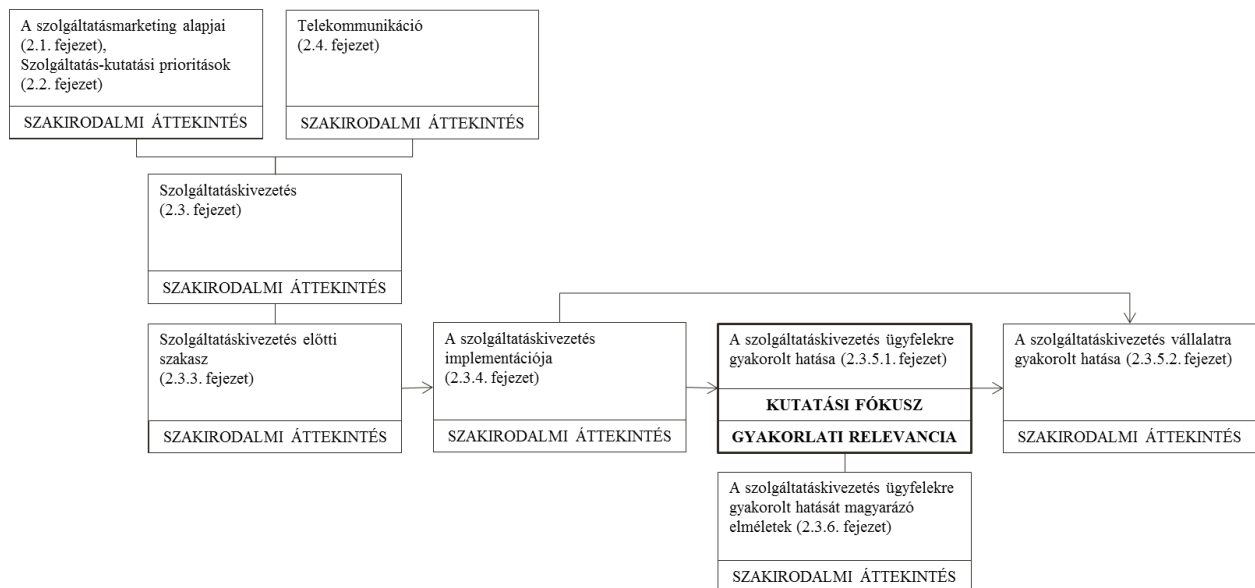 A szolgáltatásmarketing alapjai
(2.1. fejezet),
Szolgáltatás-kutatási prioritások
(2.2. fejezet)
SZAKIRODALMI ÁTTEKINTÉS
Telekommunikáció
(2.4. fejezet)
SZAKIRODALMI ÁTTEKINTÉS
Szolgáltatáskivezetés
(2.3. fejezet)
SZAKIRODALMI ÁTTEKINTÉS
Szolgáltatáskivezetés előtti
szakasz
(2.3.3. fejezet)
SZAKIRODALMI ÁTTEKINTÉS
A szolgáltatáskivezetés
implementációja
(2.3.4. fejezet)
SZAKIRODALMI ÁTTEKINTÉS
A szolgáltatáskivezetés ügyfelekre
gyakorolt hatása (2.3.5.1. fejezet)
KUTATÁSI FÓKUSZ
GYAKORLATI RELEVANCIA
A szolgáltatáskivezetés vállalatra
gyakorolt hatása (2.3.5.2. fejezet)
SZAKIRODALMI ÁTTEKINTÉS
A szolgáltatáskivezetés ügyfelekre
gyakorolt hatását magyarázó
elméletek (2.3.6. fejezet)
SZAKIRODALMI ÁTTEKINTÉS